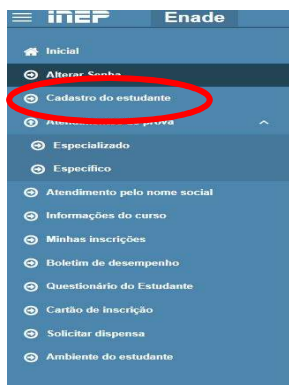 inep Enade
Inicial
Alterar Senha
Cadastro do estudante
Atendimento de prova
Especializado
Específico
Atendimento pelo nome social
Informações do curso
Minhas inscrições
Boletim de desempenho
Questionário do Estudante
Cartão de inscrição
Solicitar dispensa
Ambiente do estudante